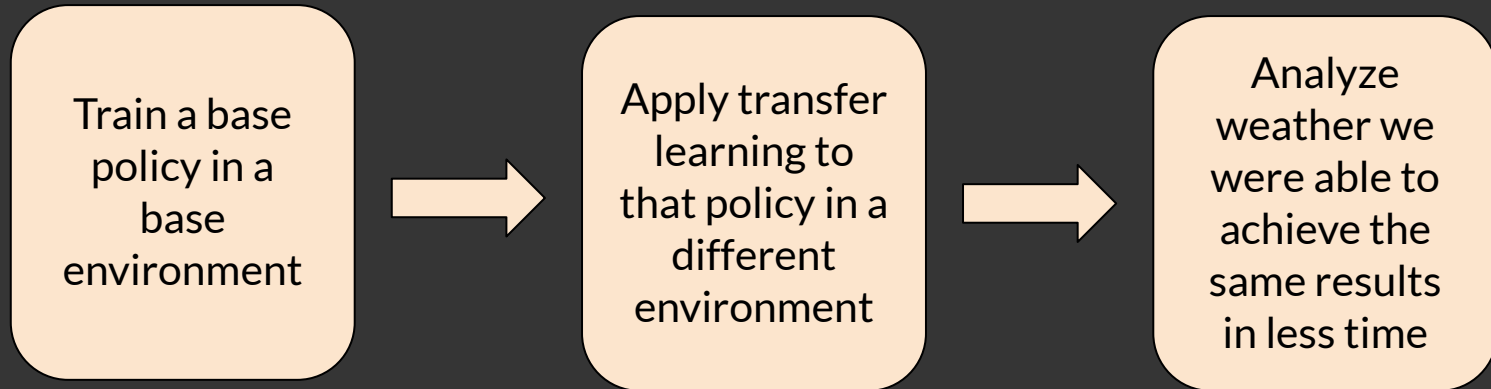 Train a base
policy in a
base
environment
Apply transfer
learning to
that policy in a
different
environment
Analyze
weather we
were able to
achieve the
same results
in less time